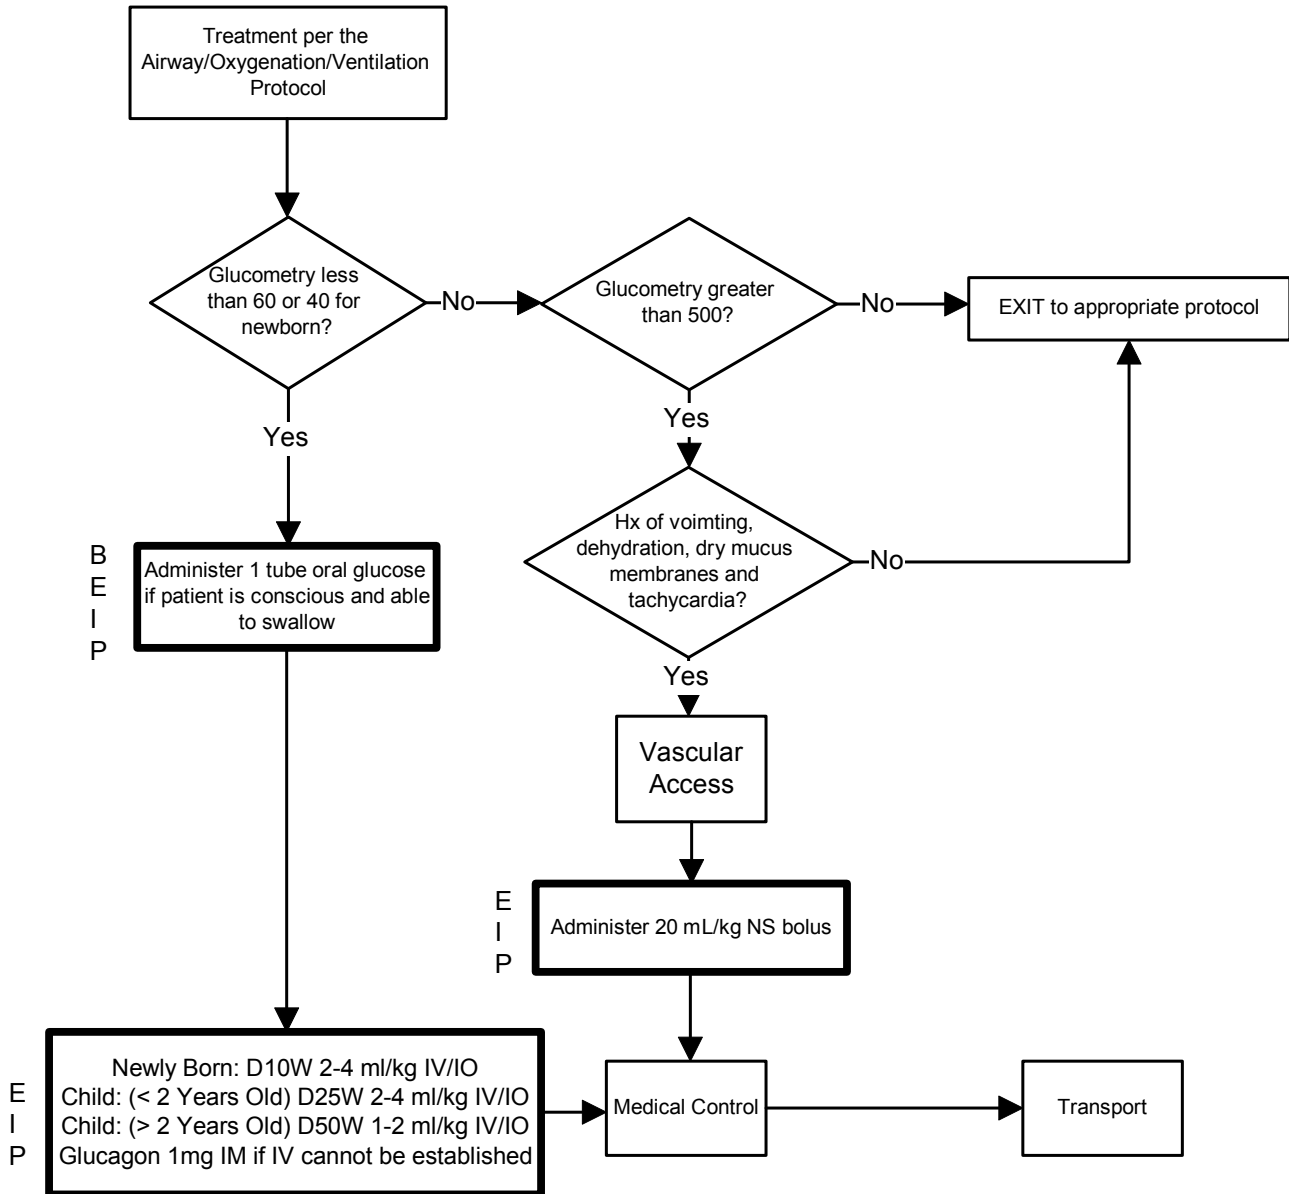 Treatment per the
Airway/Oxygenation/Ventilation
Protocol
Glucometry less
than 60 or 40 for
newborn?
No
Glucometry greater
than 500?
No
EXIT to appropriate protocol
Yes
Yes
Hx of voimting,
dehydration, dry mucus
membranes and
tachycardia?
No
B
E
I
P
Administer 1 tube oral glucose
if patient is conscious and able
to swallow
Yes
Vascular
Access
E
I
P
Administer 20 mL/kg NS bolus
E
I
P
Newly Born: D10W 2-4 ml/kg IV/IO
Child: (< 2 Years Old) D25W 2-4 ml/kg IV/IO
Child: (> 2 Years Old) D50W 1-2 ml/kg IV/IO
Glucagon 1mg IM if IV cannot be established
Medical Control
Transport